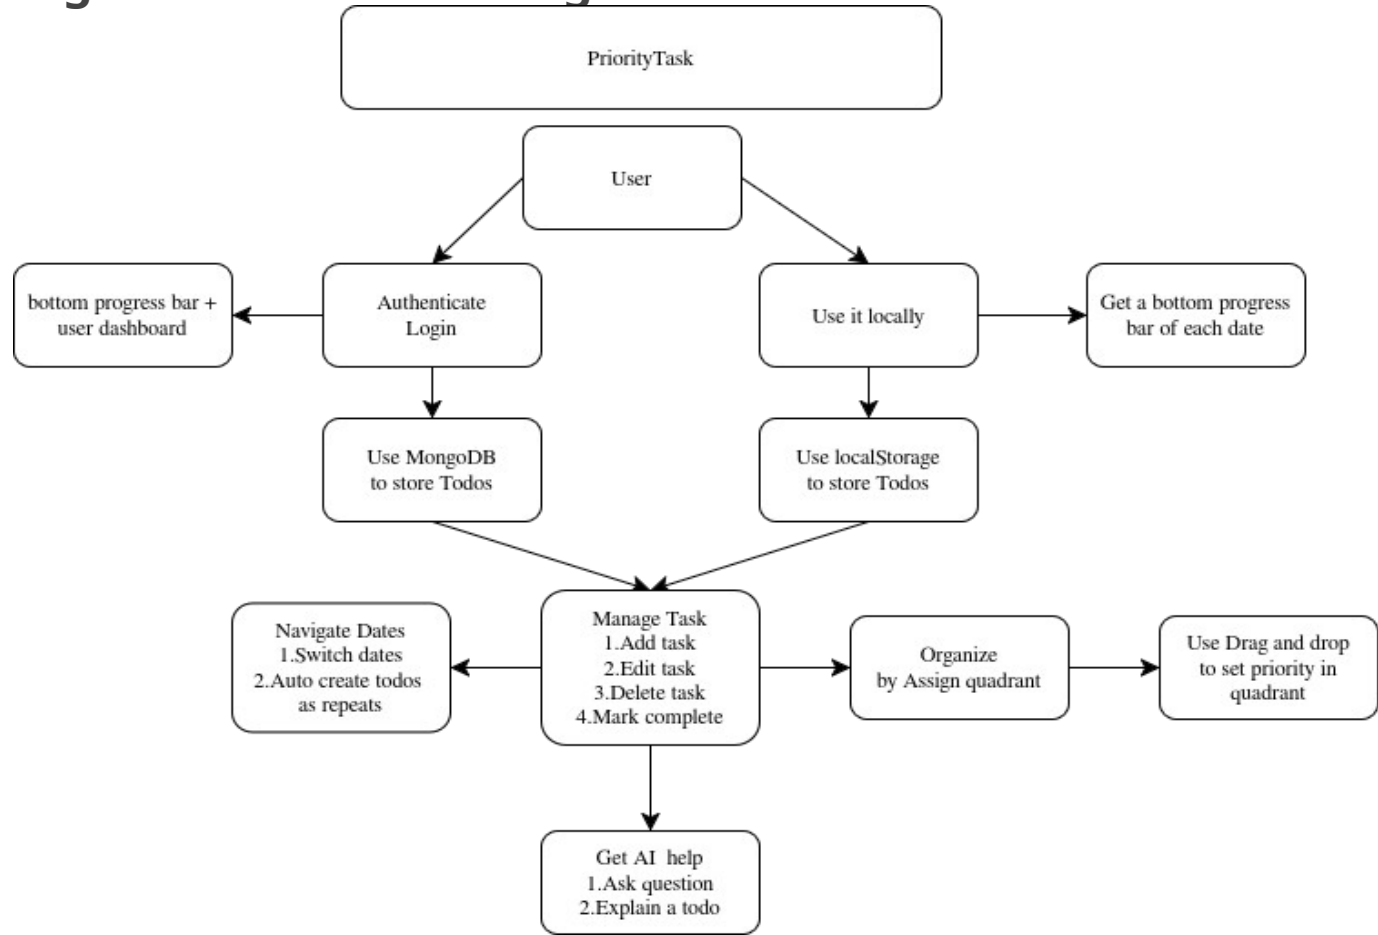 PriorityTask
User
bottom progress bar +
user dashboard
Authenticate
Login
Use it locally
Get a bottom progress
bar of each date
Use MongoDB
to store Todos
Use localStorage
to store Todos
Navigate Dates
1.Switch dates
2.Auto create todos
as repeats
Manage Task
1.Add task
2.Edit task
3.Delete task
4.Mark complete
Organize
by Assign quadrant
Use Drag and drop
to set priority in
quadrant
Get AI  help
1.Ask question
2.Explain a todo